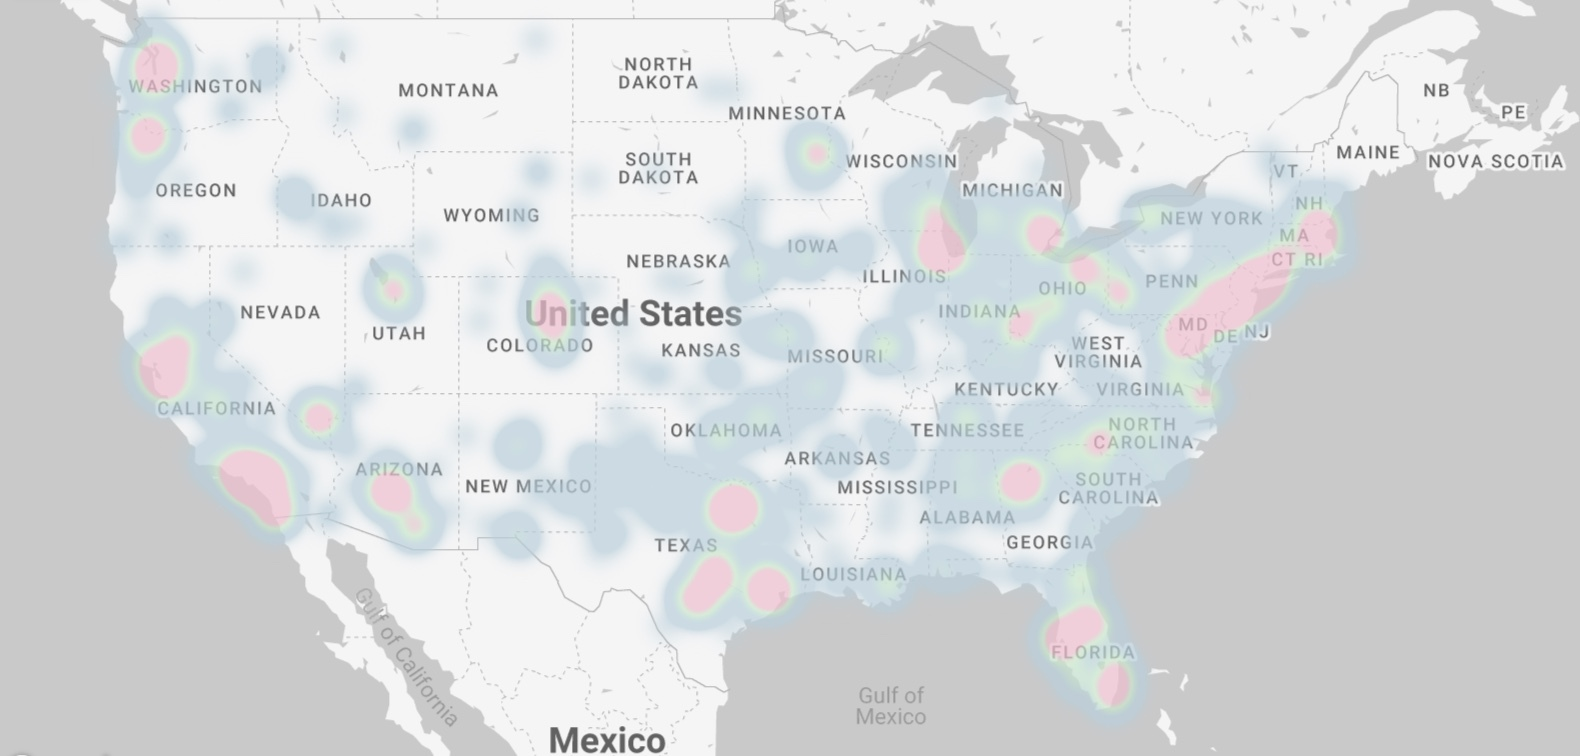 WASHINGTON
MONTANA
NORTH
DAKOTA
MINNESOTA
NB
PE
SOUTH
DAKOTA
WISCONSIN
MICHIGAN
VT
MAINE
NOVA SCOTIA
OREGON
IDAHO
WYOMING
NH
NEW YORK
MA
CT RI
NEBRASKA
IOWA
ILLINOIS
OHIO
PENN
NEVADA
UTAH
United States
COLORADO
KANSAS
MISSOURI
INDIANA
MD
DE
NJ
WEST
VIRGINIA
KENTUCKY
VIRGINIA
CALIFORNIA
OKLAHOMA
TENNESSEE
NORTH
CAROLINA
ARIZONA
NEW MEXICO
ARKANSAS
MISSISSIPPI
SOUTH
CAROLINA
ALABAMA
TEXAS
GEORGIA
LOUISIANA
Gulf of California
FLORIDA
Gulf of
Mexico
Mexico